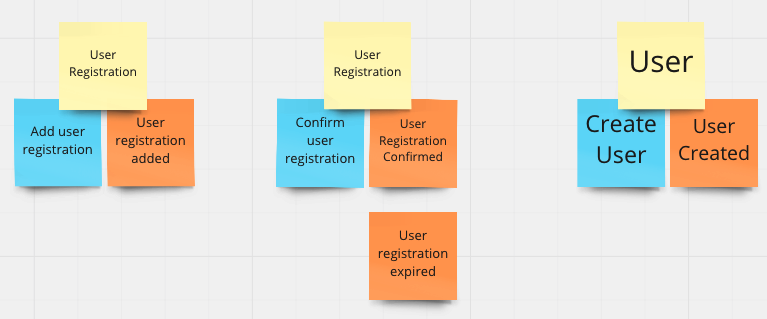 User
Registration
Add user
registration
User
registration
added
User
Registration
Confirm
user
registration
User
Registration
Confirmed
User
registration
expired
User
Create
User
User
Created